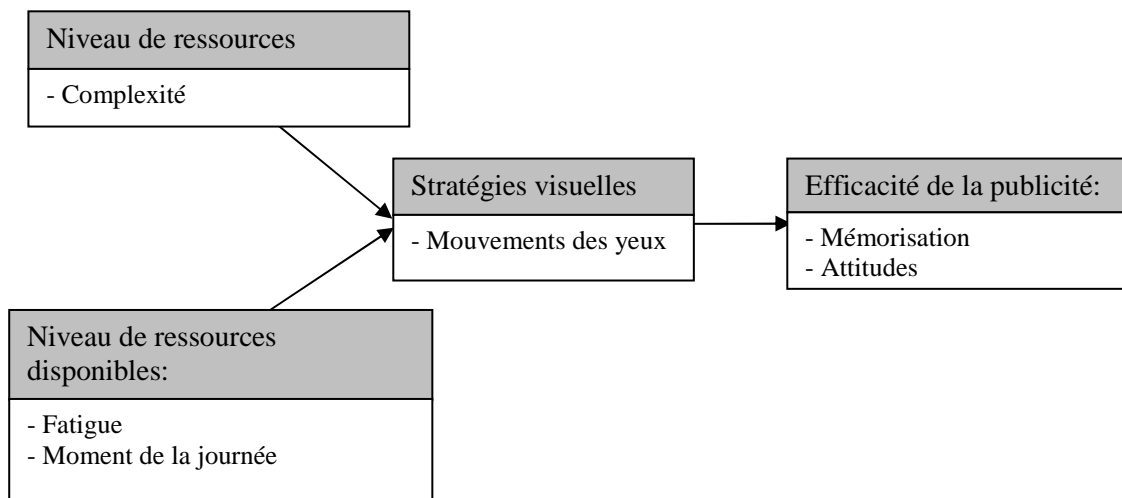 Niveau de ressources
- Complexité
Stratégies visuelles
- Mouvements des yeux
Efficacité de la publicité:
- Mémorisation
- Attitudes
Niveau de ressources
disponibles:
- Fatigue
- Moment de la journée